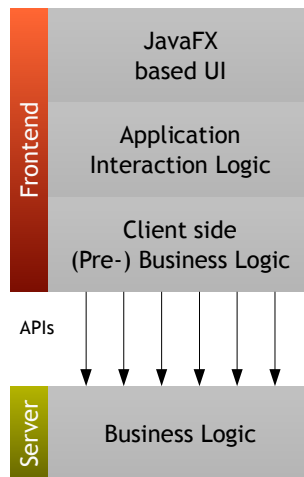 Frontend
JavaFX
based UI
Application
Interaction Logic
Client side
(Pre-) Business Logic
APIs
Server
Business Logic